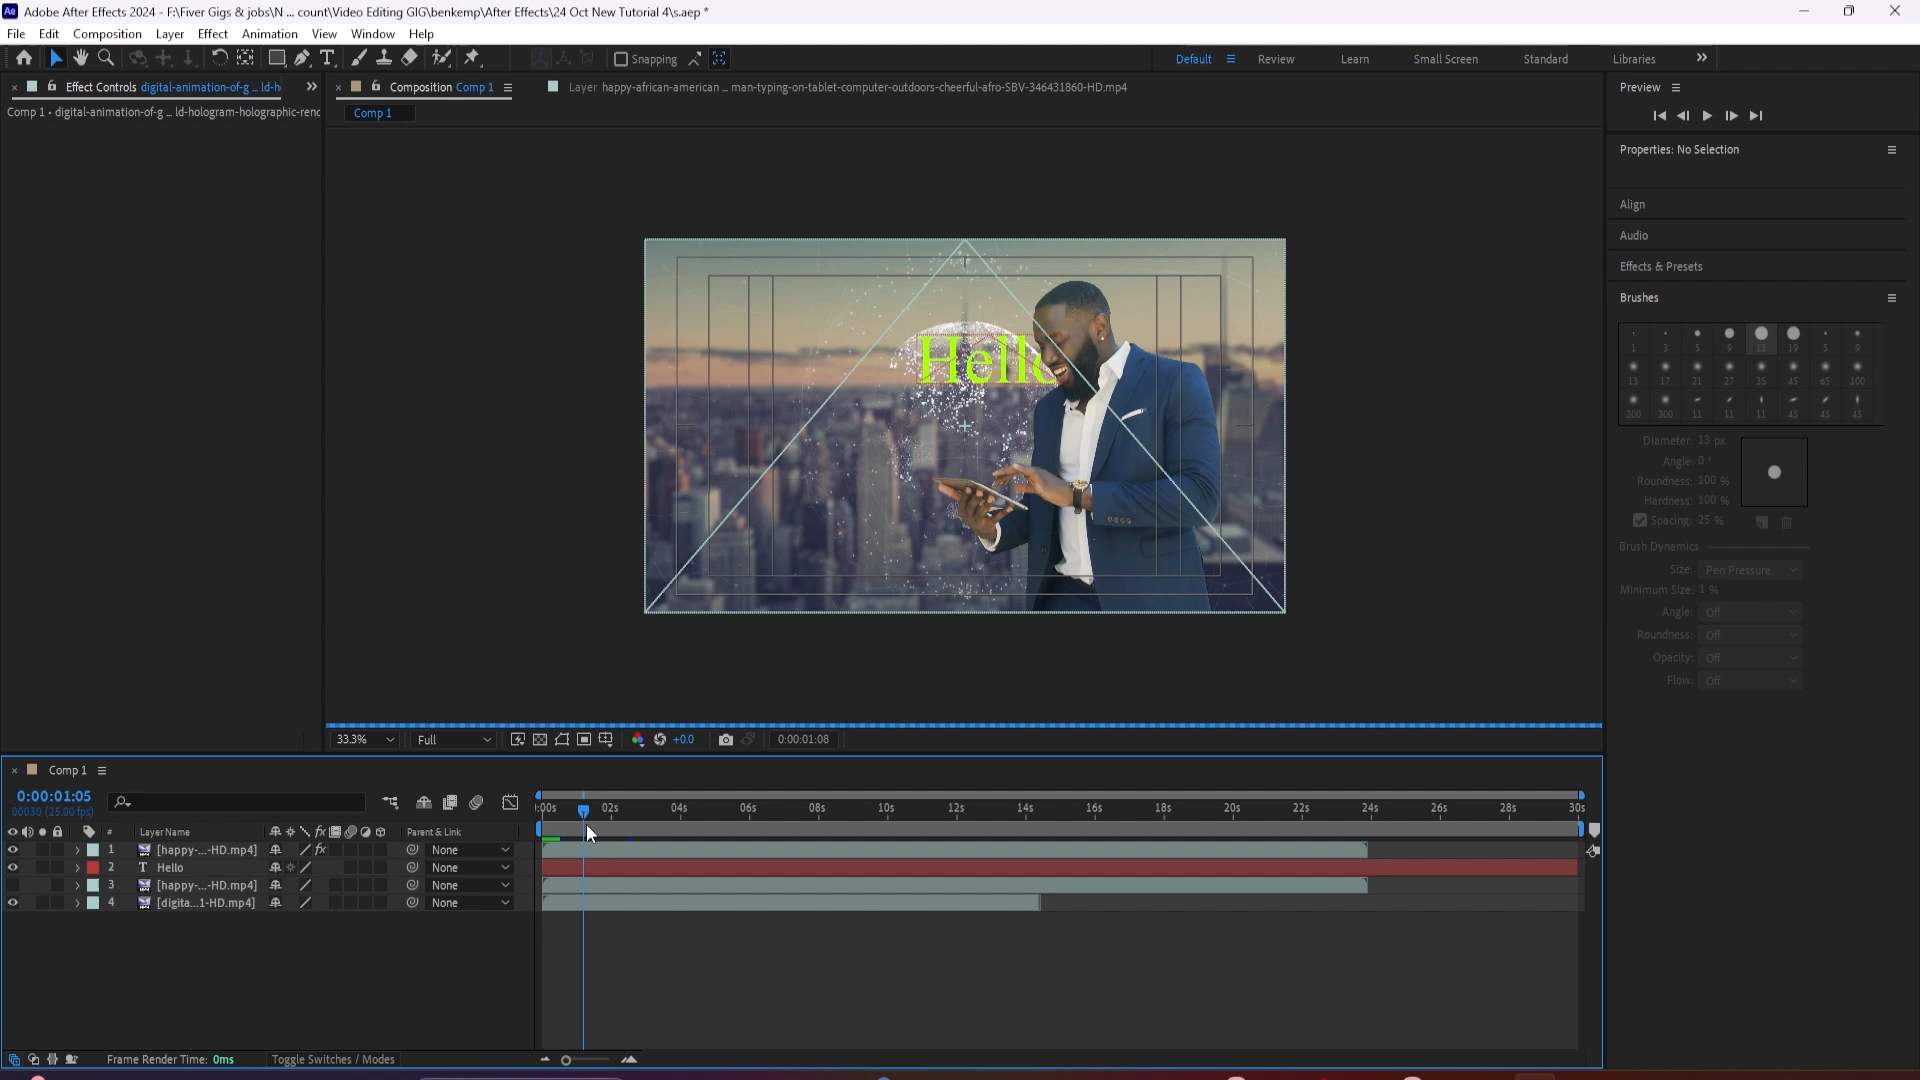 Ae Adobe After Effects 2024 - F:\Fiver Gigs & jobs\N ... count\Video Editing GIG\benkemp\After Effects\24 Oct New Tutorial 4\s.aep *
File Edit Composition Layer Effect Animation View Window Help
Snapping
Default Review Learn Small Screen Standard Libraries
Effect Controls digital-animation-of-g ... ld-h
Composition Comp 1
Layer happy-african-american ... man-typing-on-tablet-computer-outdoors-cheerful-afro-SBV-346431860-HD.mp4
Preview
Comp 1 • digital-animation-of-g ... ld-hologram-holographic-rend
Comp 1
Properties: No Selection
Align
Audio
Effects & Presets
Brushes
1 3 5 9 13 19 5 9
13 17 21 27 35 45 65 100
200 300 11 11 11 45 45 45
Diameter: 13 px
Angle: 0 °
Roundness: 100 %
Hardness: 100 %
Spacing: 25 %
Brush Dynamics
Size: Pen Pressure
Minimum Size: 1 %
Angle: Off
Roundness: Off
Opacity: Off
Flow: Off
Hello
33.3% Full +0.0 0:00:01:08
Comp 1
0:00:01:05
00030 (25.00 fps)
:00s 02s 04s 06s 08s 10s 12s 14s 16s 18s 20s 22s 24s 26s 28s 30s
# Layer Name fx Parent & Link
1 [happy-...-HD.mp4] fx None
2 T Hello None
3 [happy-...-HD.mp4] None
4 [digita...1-HD.mp4] None
Frame Render Time: 0ms Toggle Switches / Modes